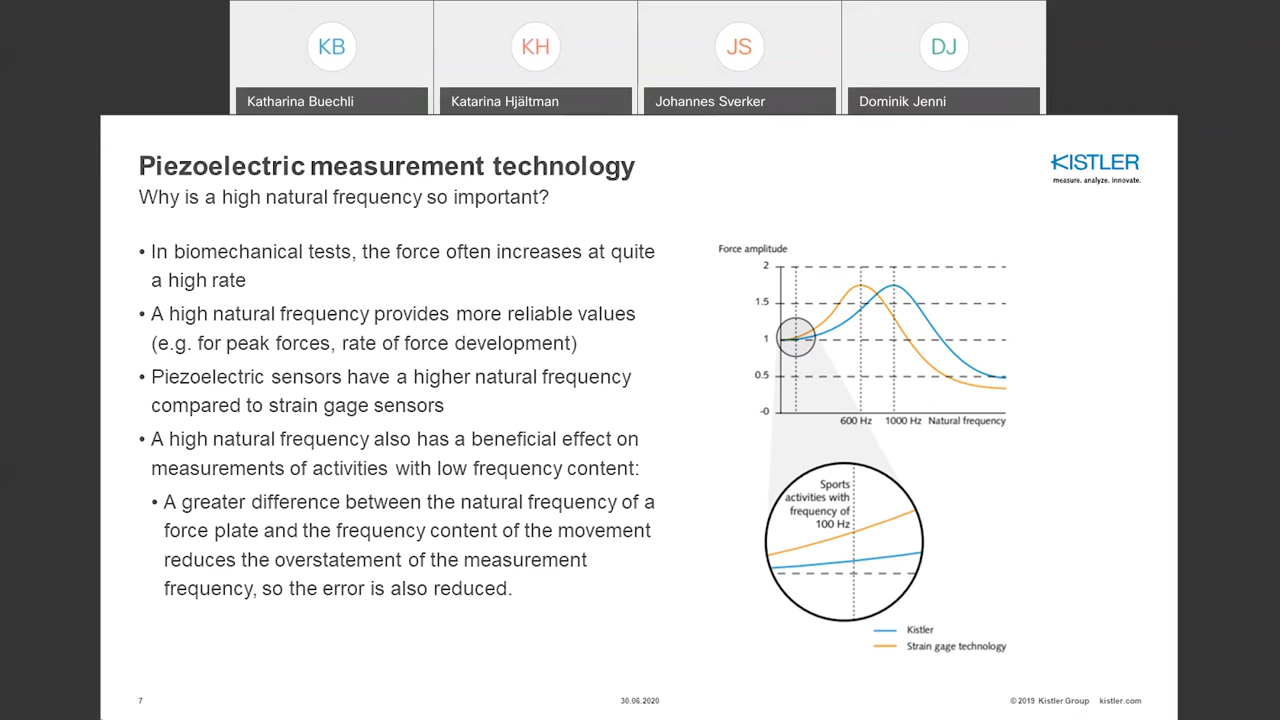 KB
KH
JS
DJ
Katharina Buechli
Katarina Hjältman
Johannes Sverker
Dominik Jenni
Piezoelectric measurement technology
Why is a high natural frequency so important?
KISTLER
measure. analyze. innovate.
• In biomechanical tests, the force often increases at quite
a high rate
• A high natural frequency provides more reliable values
(e.g. for peak forces, rate of force development)
• Piezoelectric sensors have a higher natural frequency
compared to strain gage sensors
• A high natural frequency also has a beneficial effect on
measurements of activities with low frequency content:
• A greater difference between the natural frequency of a
force plate and the frequency content of the movement
reduces the overstatement of the measurement
frequency, so the error is also reduced.
Force amplitude
2
1.5
1
0.5
-0
600 Hz
1000 Hz
Natural frequency
Sports
activities with
frequency of
100 Hz
Kistler
Strain gage technology
7
30.06.2020
© 2019 Kistler Group kistler.com